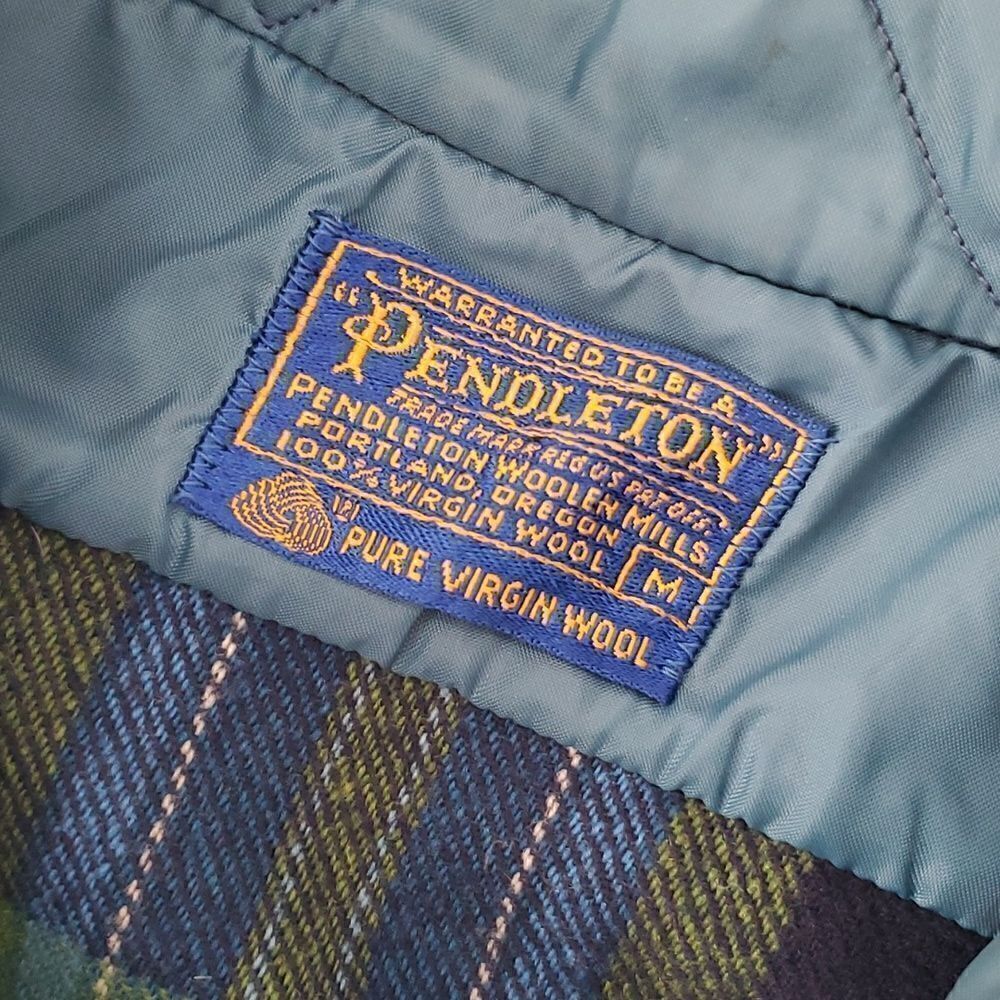 WARRANTED TO BE A
"PENDLETON"
TRADE MARK REG. U.S. PAT. OFF.
PENDLETON WOOLEN MILLS
PORTLAND, OREGON
100% VIRGIN WOOL
M
PURE VIRGIN WOOL